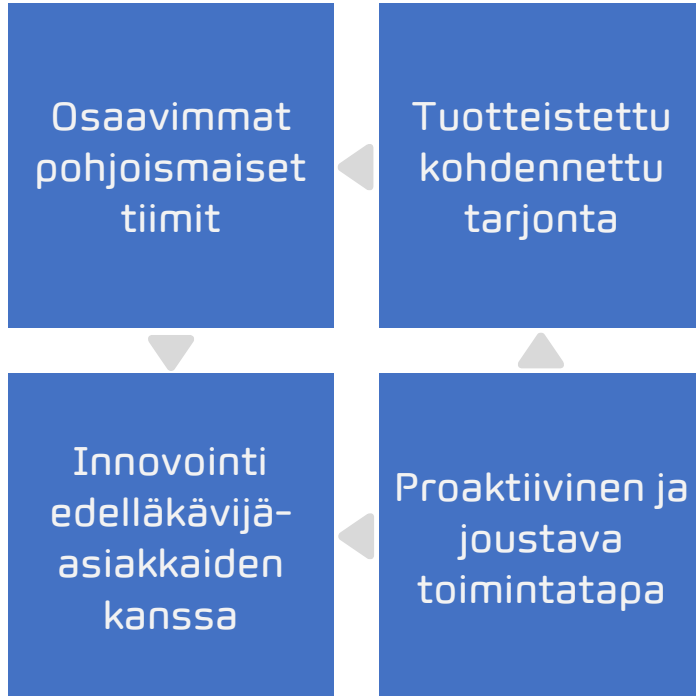 Osaavimmat
pohjoismaiset
tiimit
Tuotteistettu
kohdennettu
tarjonta
Innovointi
edelläkävijä-
asiakkaiden
kanssa
Proaktiivinen ja
joustava
toimintatapa